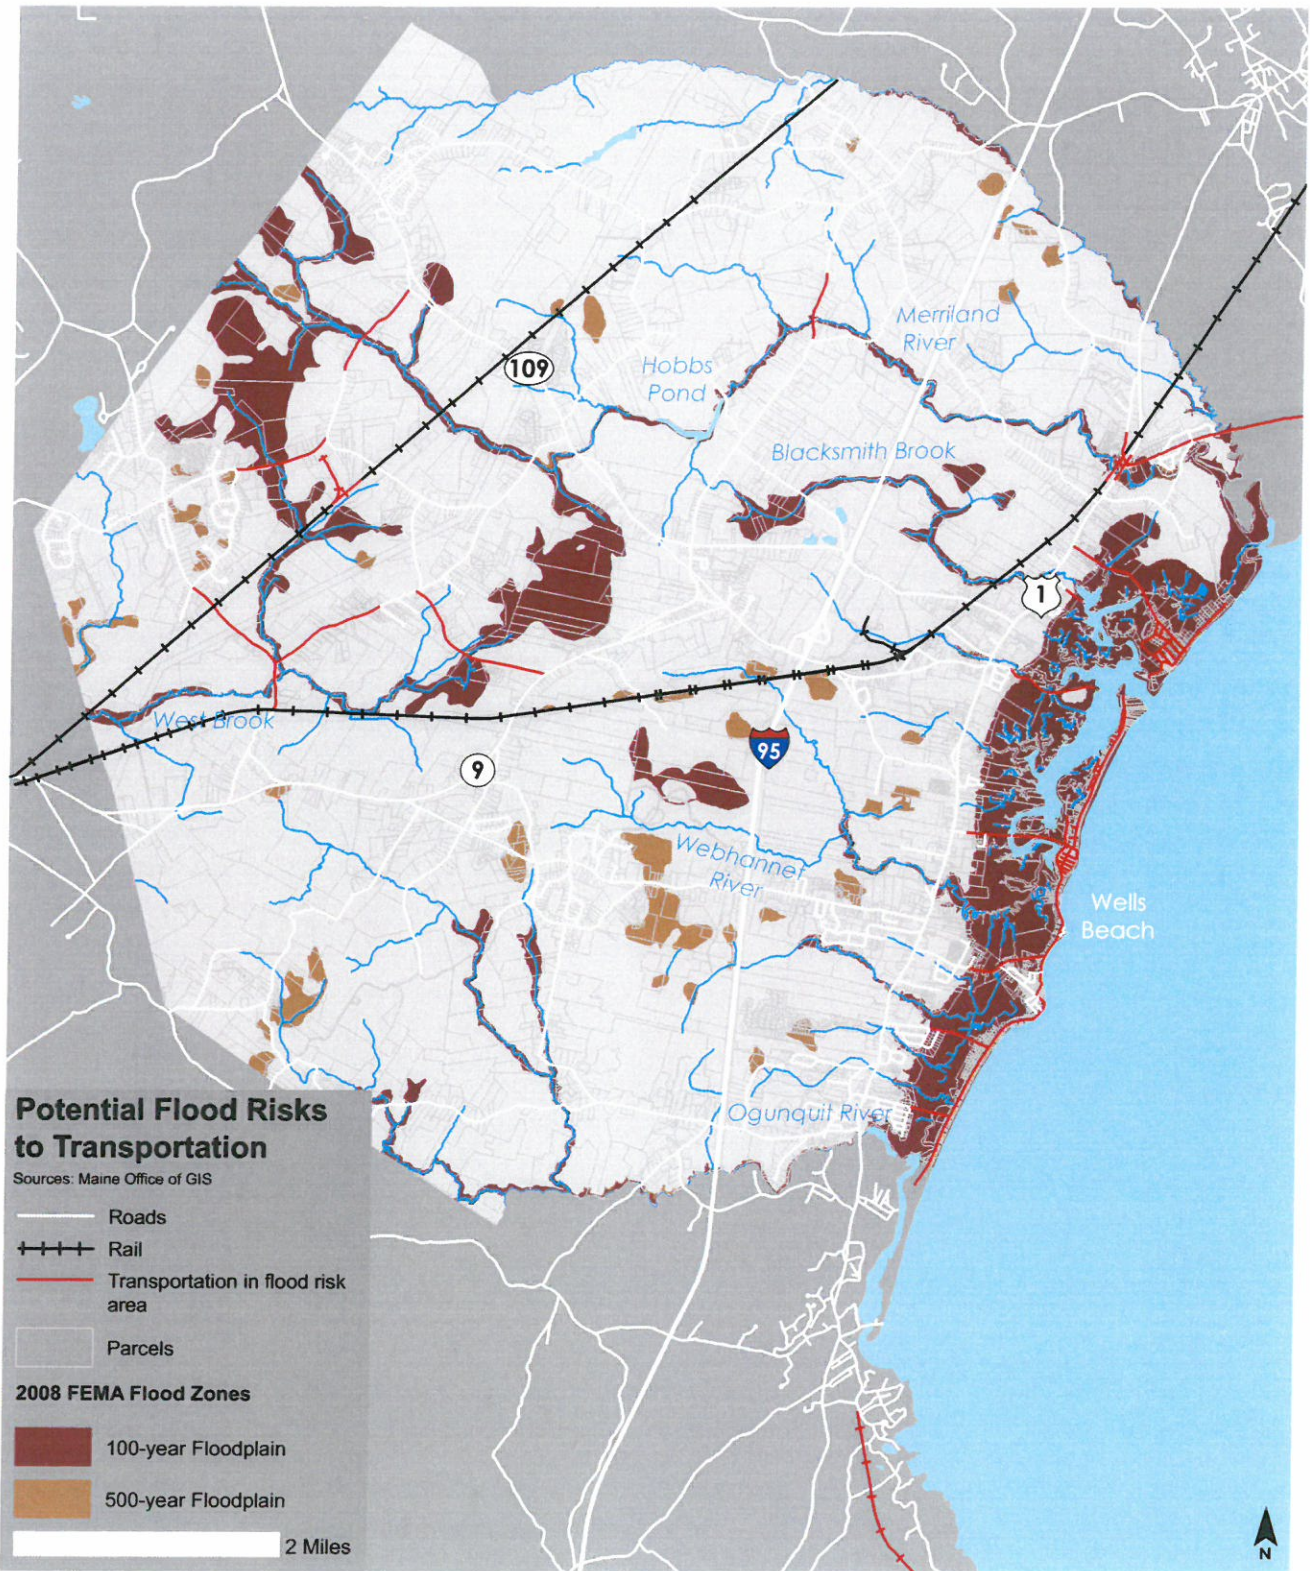 Merriland
River
Hobbs
Pond
109
Blacksmith Brook
1
West Brook
95
9
Webhannet
River
Wells
Beach
Ogunquit River
Potential Flood Risks
to Transportation
Sources: Maine Office of GIS
Roads
Rail
Transportation in flood risk
area
Parcels
2008 FEMA Flood Zones
100-year Floodplain
500-year Floodplain
2 Miles
N